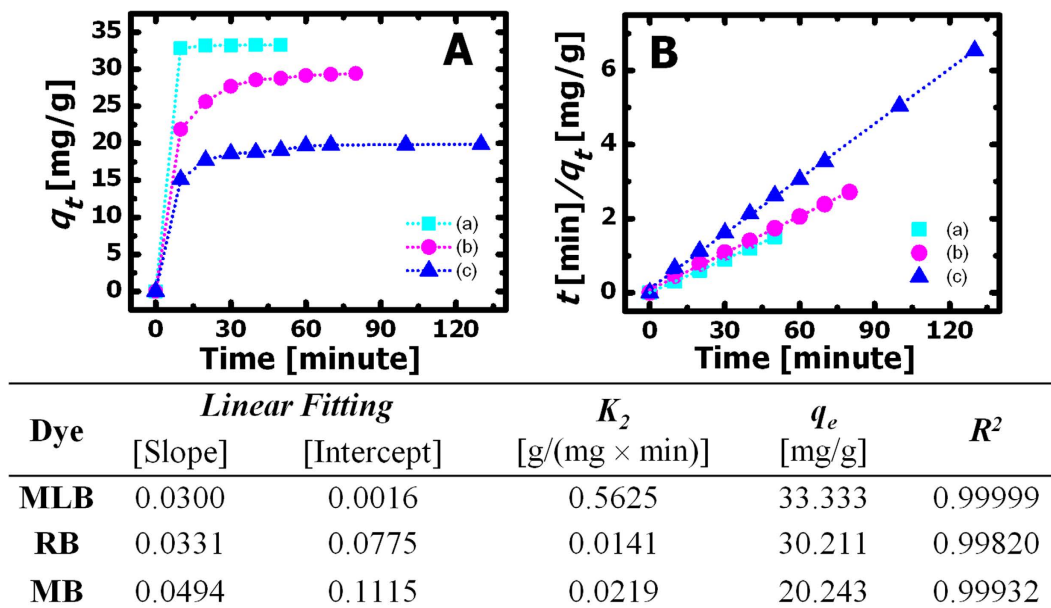 A
q_t [mg/g]
35
30
25
20
15
10
5
0
(a)
(b)
(c)
0 30 60 90 120
Time [minute]
B
t [min]/q_t [mg/g]
6
4
2
0
(a)
(b)
(c)
0 30 60 90 120
Time [minute]
Dye Linear Fitting K_2 q_e R^2
[Slope] [Intercept] [g/(mg × min)] [mg/g]
MLB 0.0300 0.0016 0.5625 33.333 0.99999
RB 0.0331 0.0775 0.0141 30.211 0.99820
MB 0.0494 0.1115 0.0219 20.243 0.99932